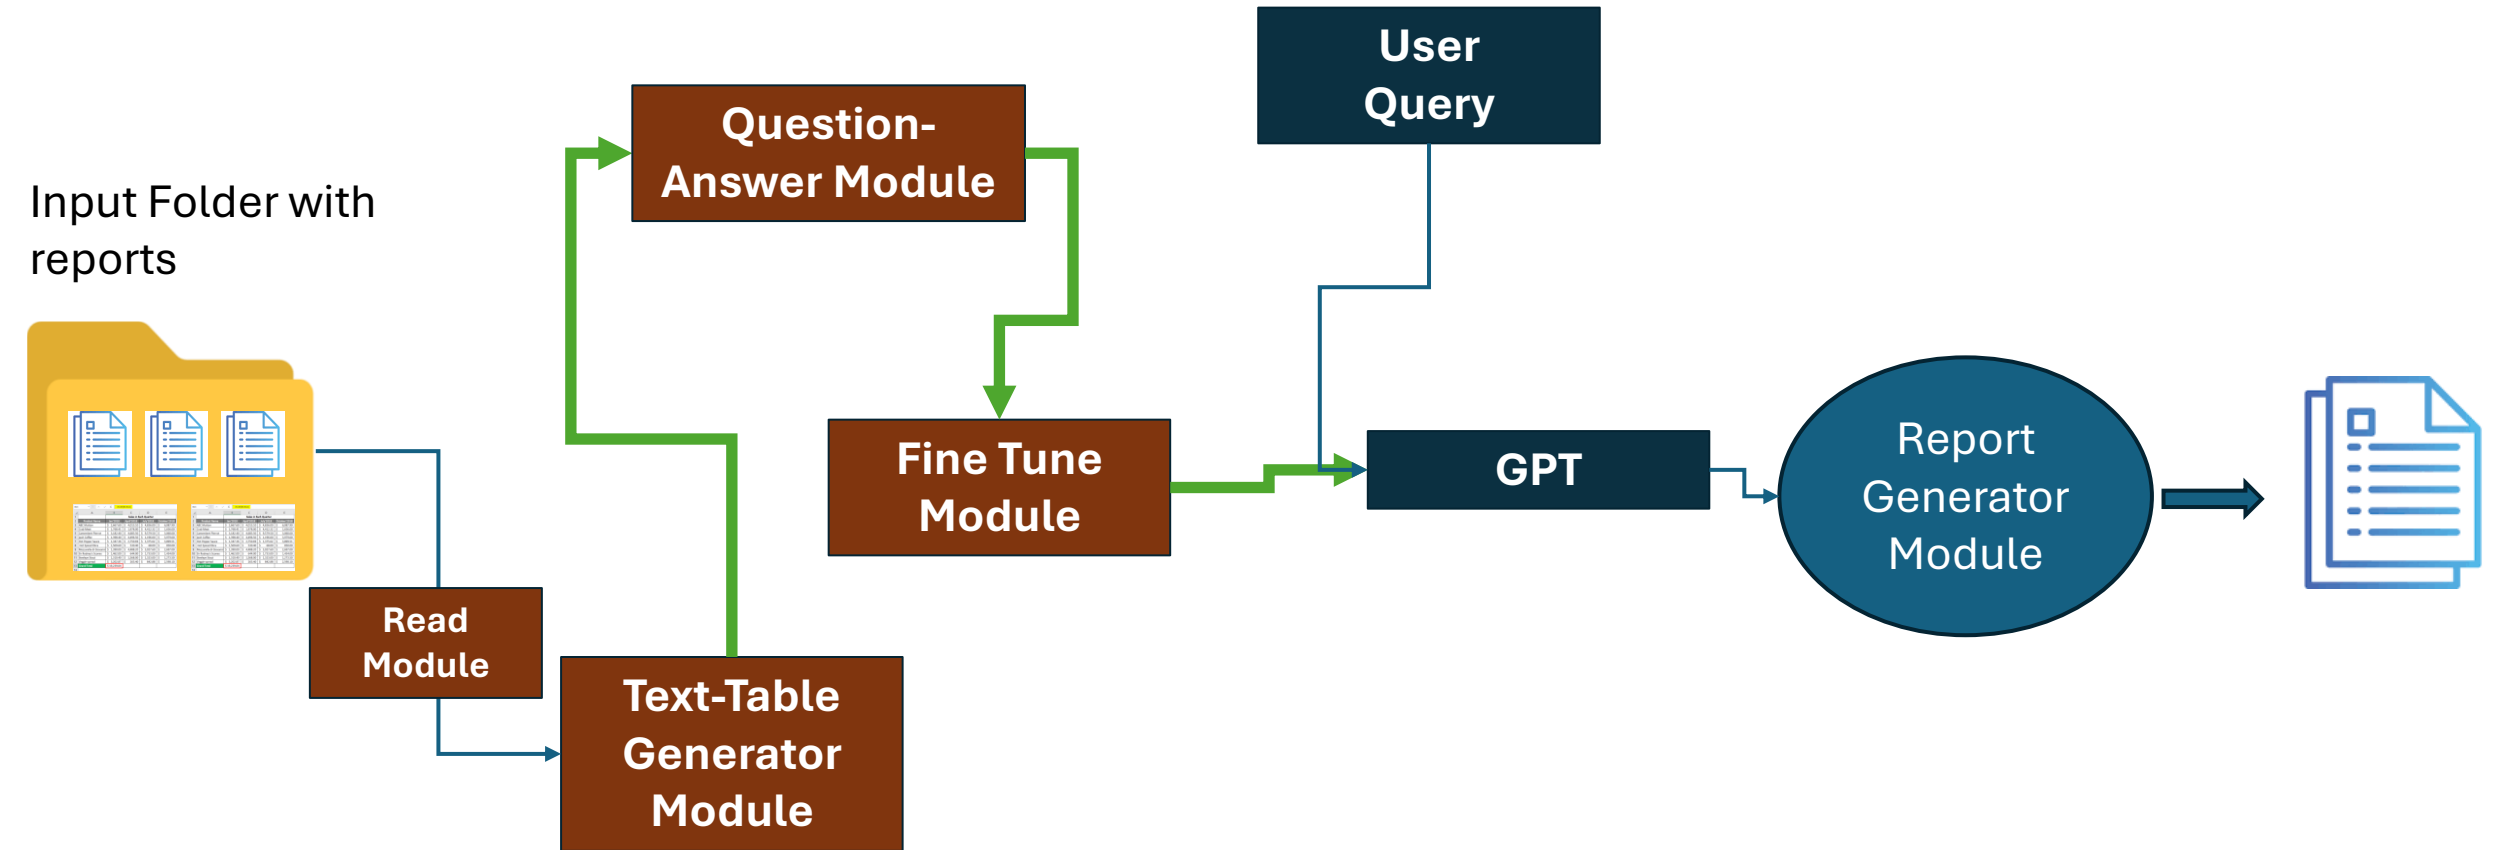 User
Query
Question-
Answer Module
Input Folder with
reports
Fine Tune
Module
GPT
Report
Generator
Module
Read
Module
Text-Table
Generator
Module